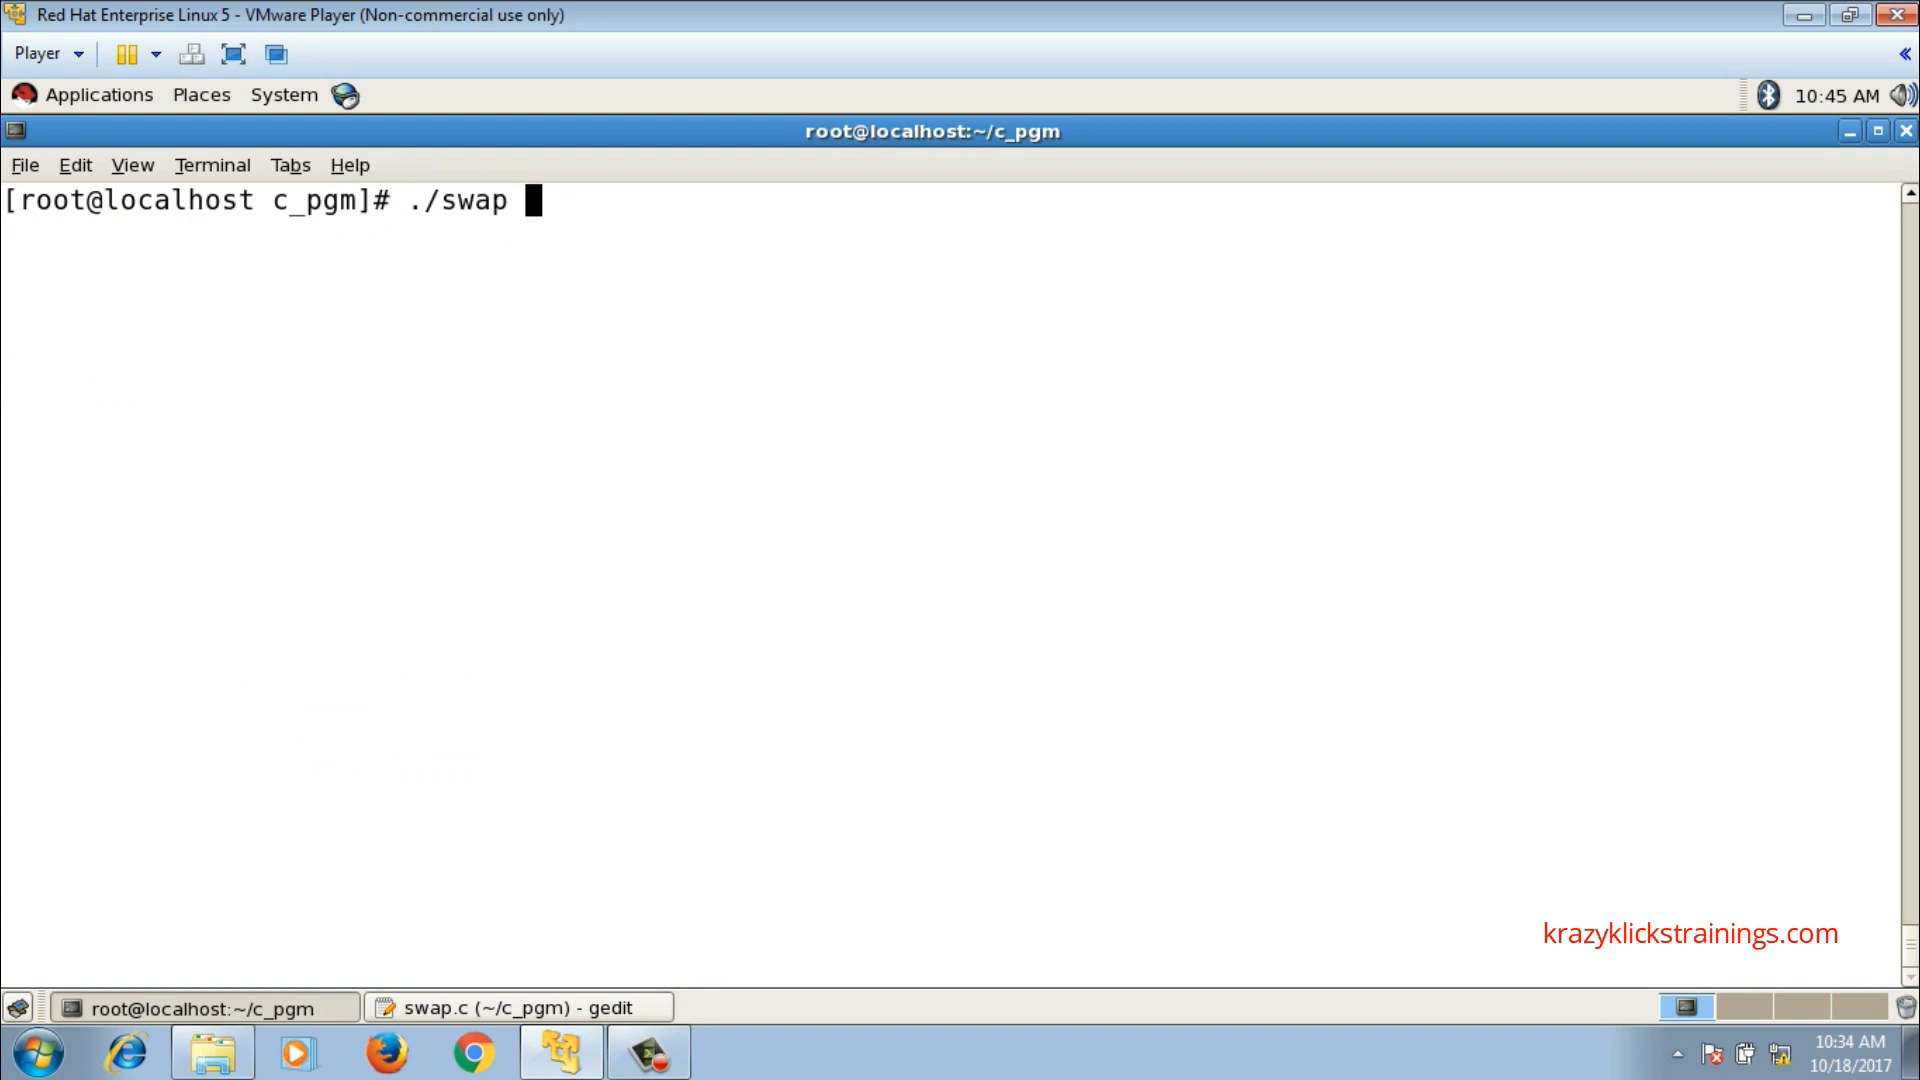 Red Hat Enterprise Linux 5 - VMware Player (Non-commercial use only)
Player
Applications Places System
10:45 AM
root@localhost:~/c_pgm
File Edit View Terminal Tabs Help
[root@localhost c_pgm]# ./swap
krazyklickstrainings.com
root@localhost:~/c_pgm
swap.c (~/c_pgm) - gedit
10:34 AM
10/18/2017